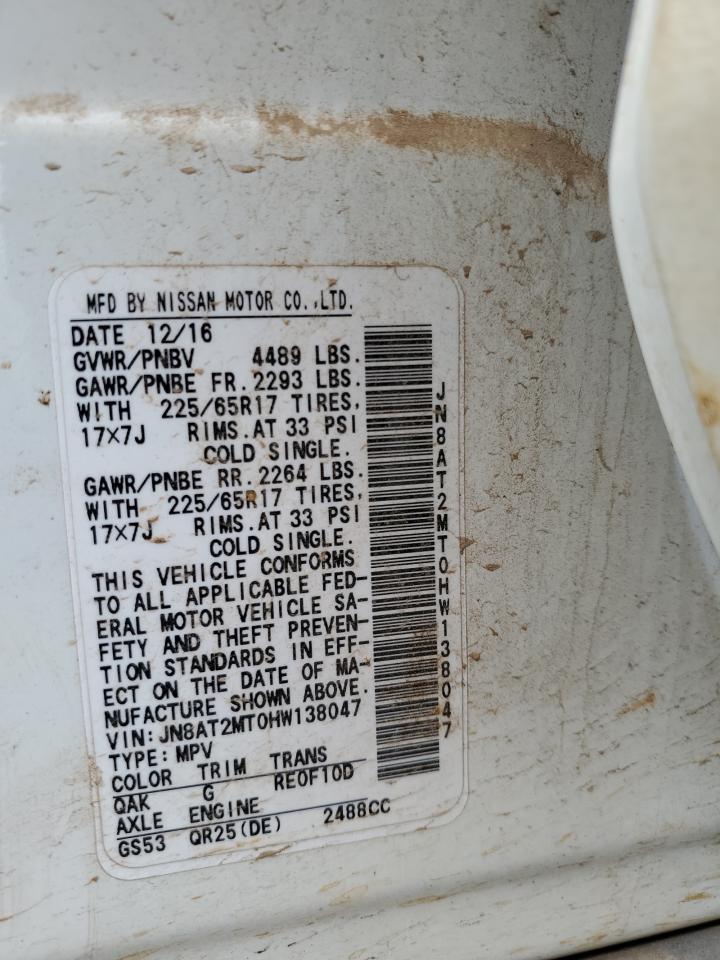 MFD BY NISSAN MOTOR CO.,LTD.
DATE 12/16
GVWR/PNBV 4489 LBS.
GAWR/PNBE FR.2293 LBS.
WITH 225/65R17 TIRES,
17×7J RIMS.AT 33 PSI
COLD SINGLE.
GAWR/PNBE RR.2264 LBS.
WITH 225/65R17 TIRES,
17×7J RIMS.AT 33 PSI
COLD SINGLE.
THIS VEHICLE CONFORMS
TO ALL APPLICABLE FED-
ERAL MOTOR VEHICLE SA-
FETY AND THEFT PREVEN-
TION STANDARDS IN EFF-
ECT ON THE DATE OF MA-
NUFACTURE SHOWN ABOVE.
VIN:JN8AT2MT0HW138047
TYPE:MPV
COLOR TRIM TRANS
QAK G RE0F10D
AXLE ENGINE
GS53 QR25(DE) 2488CC
JN8AT2MT0HW138047